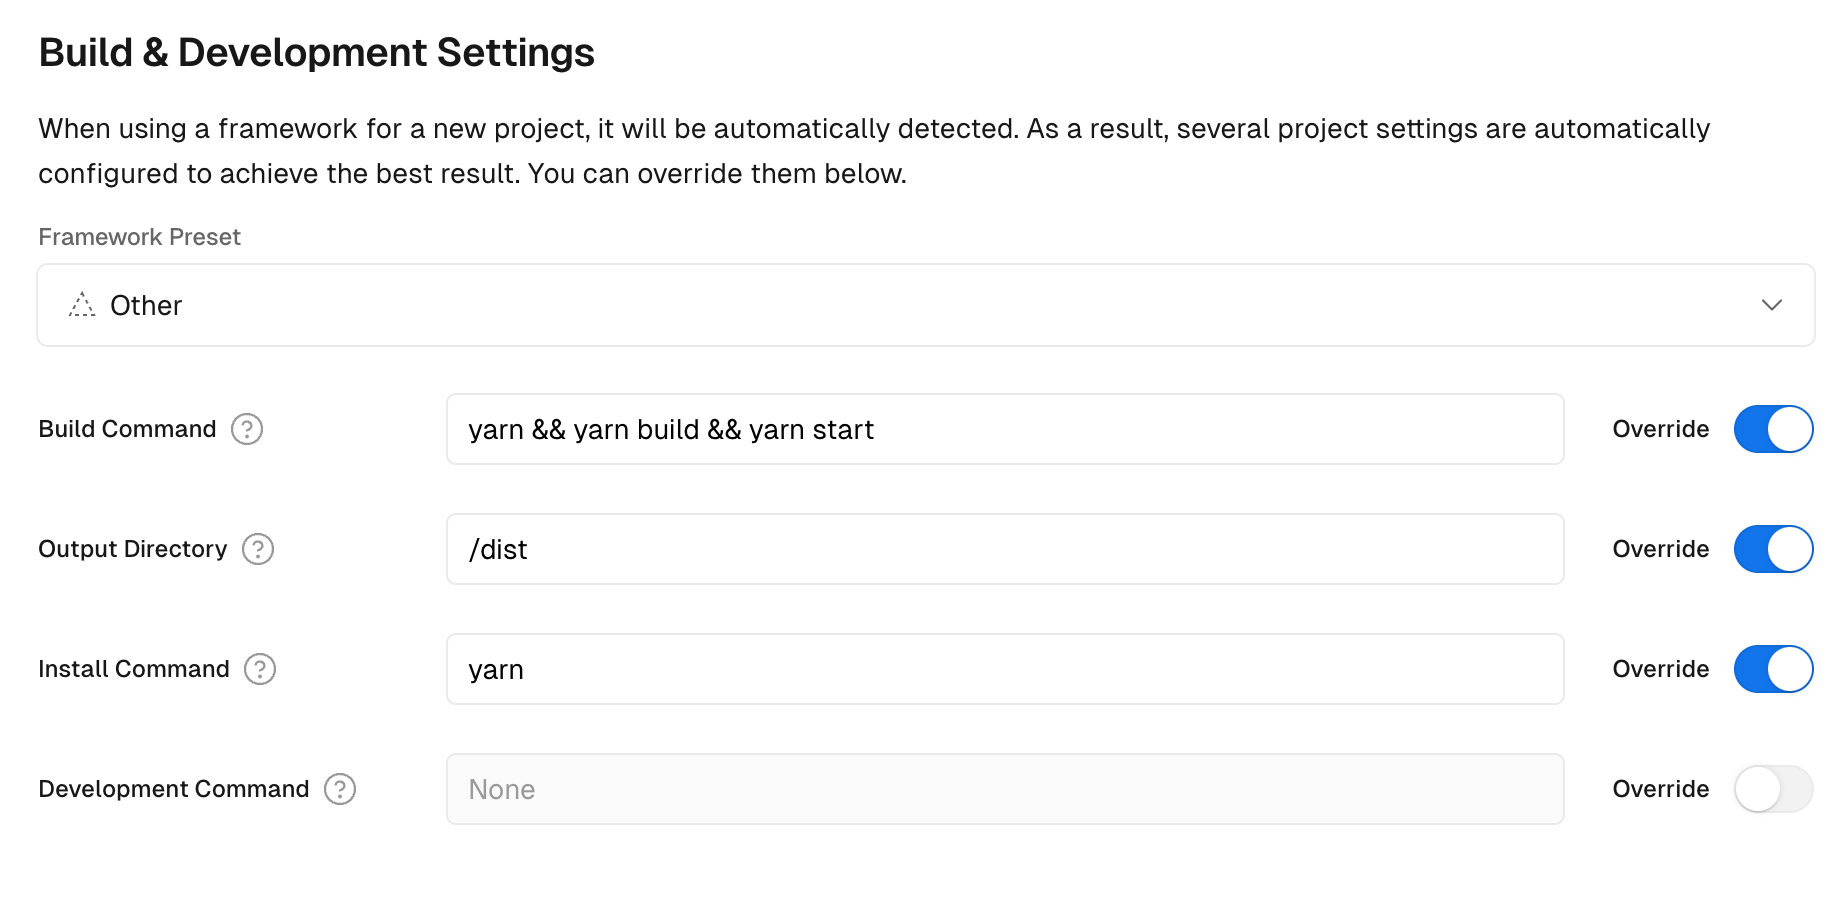 Build & Development Settings
When using a framework for a new project, it will be automatically detected. As a result, several project settings are automatically
configured to achieve the best result. You can override them below.
Framework Preset
Other
Build Command ? yarn && yarn build && yarn start Override
Output Directory ? /dist Override
Install Command ? yarn Override
Development Command ? None Override